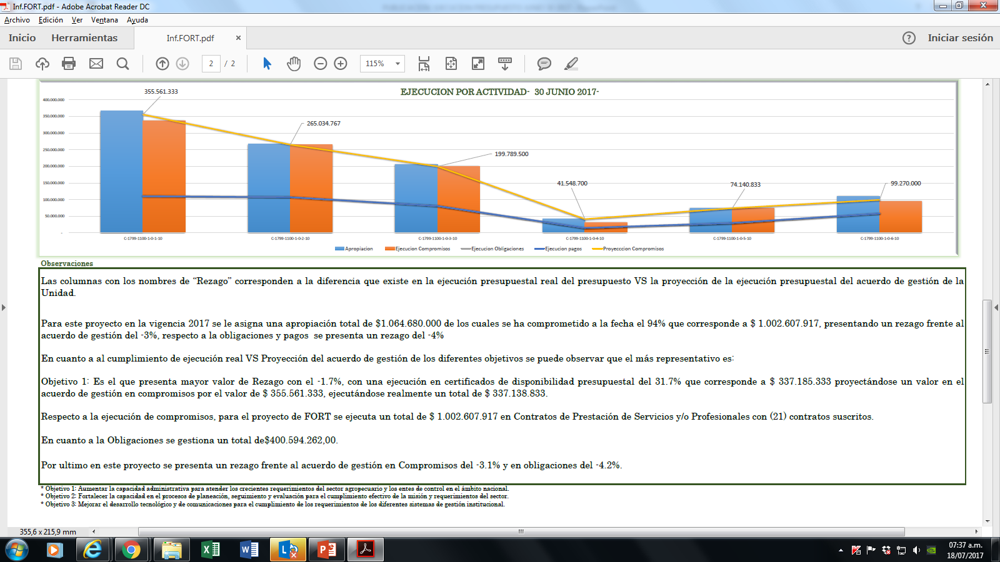 Inf.FORT.pdf - Adobe Acrobat Reader DC
Archivo Edición Ver Ventana Ayuda
Inicio Herramientas Inf.FORT.pdf × ? Iniciar sesión
2 / 2 115%
EJECUCION POR ACTIVIDAD- 30 JUNIO 2017-
400.000.000
350.000.000
300.000.000
250.000.000
200.000.000
150.000.000
100.000.000
50.000.000
-
355.561.333
265.034.767
199.789.500
41.548.700
74.140.833
99.270.000
C-1799-1100-1-0-1-10 C-1799-1100-1-0-2-10 C-1799-1100-1-0-3-10 C-1799-1100-1-0-4-10 C-1799-1100-1-0-5-10 C-1799-1100-1-0-6-10
Apropiacion Ejecucion Compromisos Ejecucion Obligaciones Ejecucion pagos Proyecccion Compromisos
Observaciones
Las columnas con los nombres de “Rezago” corresponden a la diferencia que existe en la ejecución presupuestal real del presupuesto VS la proyección de la ejecución presupuestal del acuerdo de gestión de la
Unidad.
Para este proyecto en la vigencia 2017 se le asigna una apropiación total de $1.064.680.000 de los cuales se ha comprometido a la fecha el 94% que corresponde a $ 1.002.607.917, presentando un rezago frente al
acuerdo de gestión del -3%, respecto a la obligaciones y pagos se presenta un rezago del -4%
En cuanto a al cumplimiento de ejecución real VS Proyección del acuerdo de gestión de los diferentes objetivos se puede observar que el más representativo es:
Objetivo 1: Es el que presenta mayor valor de Rezago con el -1.7%, con una ejecución en certificados de disponibilidad presupuestal del 31.7% que corresponde a $ 337.185.333 proyectándose un valor en el
acuerdo de gestión en compromisos por el valor de $ 355.561.333, ejecutándose realmente un total de $ 337.138.833.
Respecto a la ejecución de compromisos, para el proyecto de FORT se ejecuta un total de $ 1.002.607.917 en Contratos de Prestación de Servicios y/o Profesionales con (21) contratos suscritos.
En cuanto a la Obligaciones se gestiona un total de$400.594.262,00.
Por ultimo en este proyecto se presenta un rezago frente al acuerdo de gestión en Compromisos del -3.1% y en obligaciones del -4.2%.
* Objetivo 1: Aumentar la capacidad administrativa para atender los crecientes requerimientos del sector agropecuario y los entes de control en el ámbito nacional.
* Objetivo 2: Fortalecer la capacidad en el procesos de planeación, seguimiento y evaluación para el cumplimiento efectivo de la misión y requerimientos del sector.
* Objetivo 3: Mejorar el desarrollo tecnológico y de comunicaciones para el cumplimiento de los requerimientos de los diferentes sistemas de gestión institucional.
355,6 x 215,9 mm
07:37 a.m.
18/07/2017